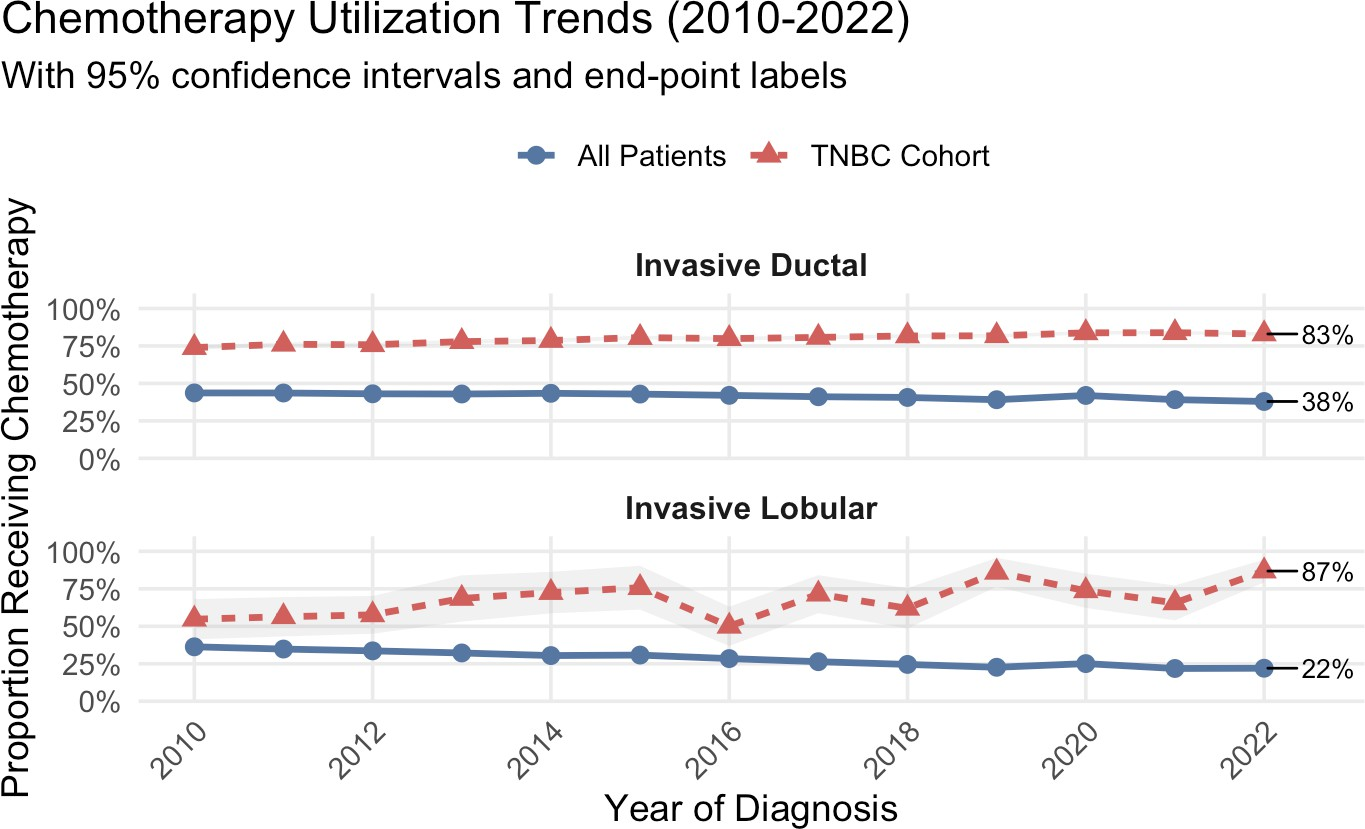 Chemotherapy Utilization Trends (2010-2022)
With 95% confidence intervals and end-point labels
All Patients
TNBC Cohort
Proportion Receiving Chemotherapy
Invasive Ductal
100%
75%
50%
25%
0%
83%
38%
Invasive Lobular
100%
75%
50%
25%
0%
87%
22%
2010
2012
2014
2016
2018
2020
2022
Year of Diagnosis